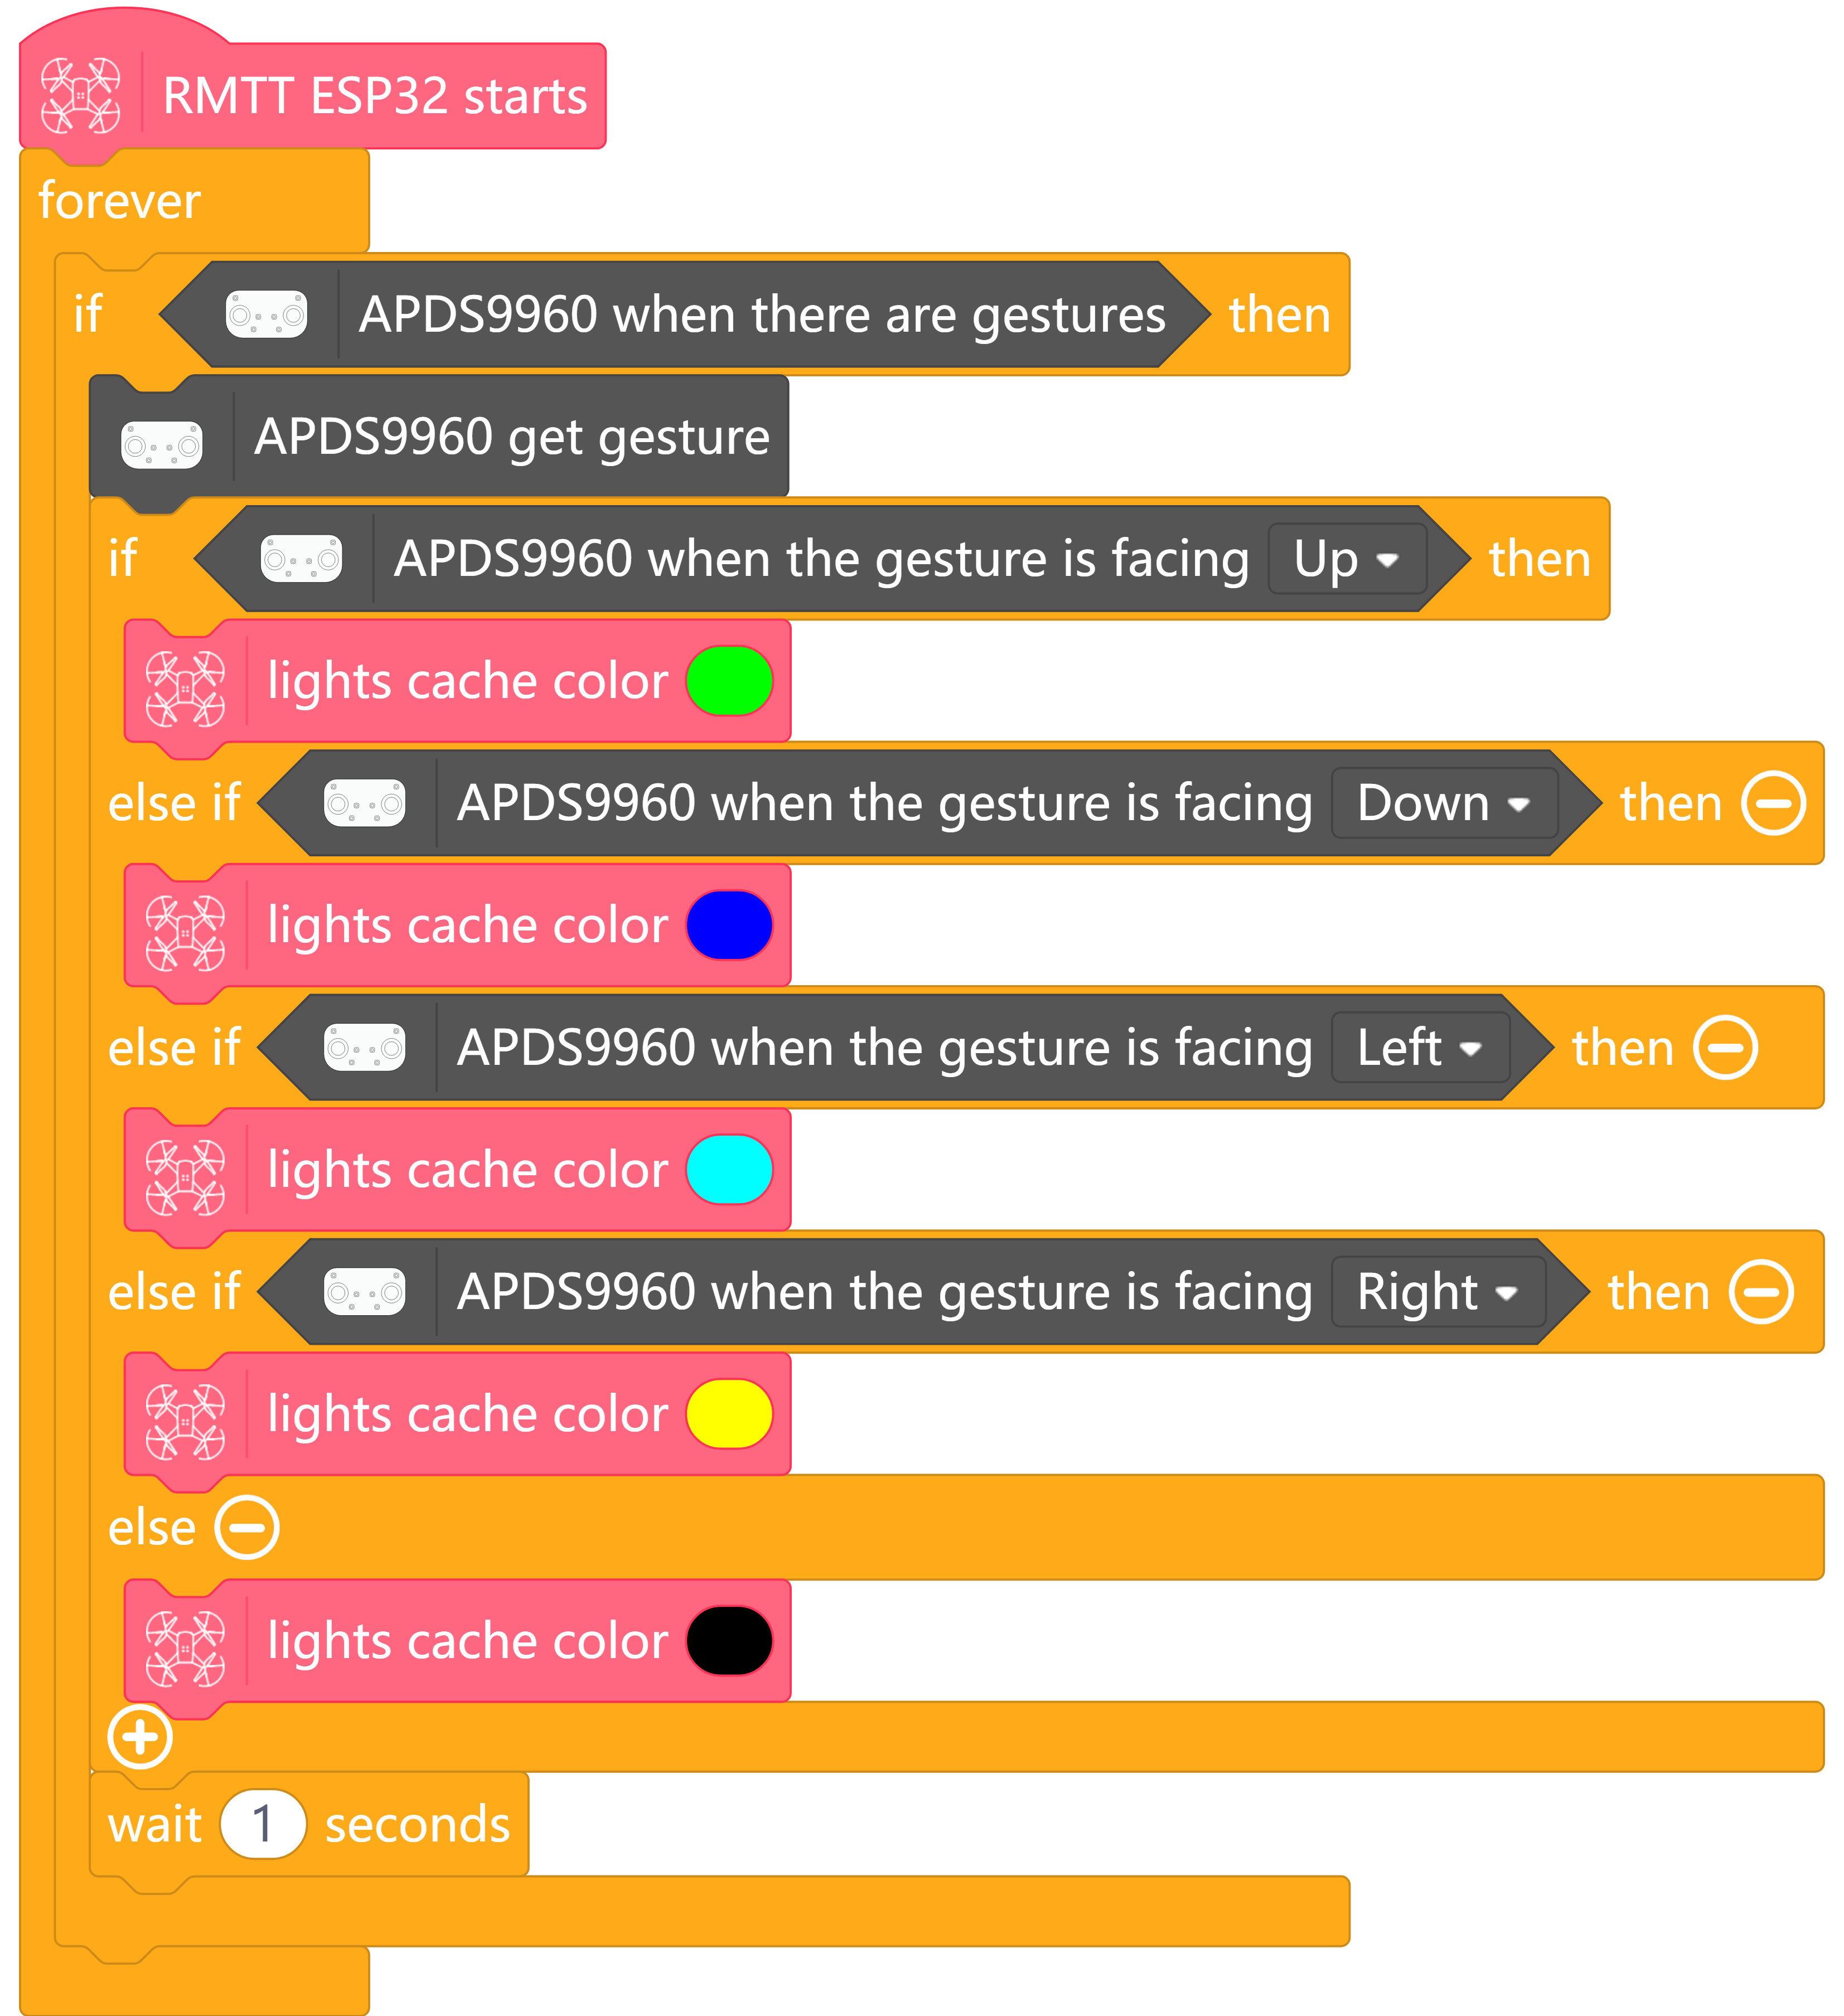 RMTT ESP32 starts
forever
if APDS9960 when there are gestures then
APDS9960 get gesture
if APDS9960 when the gesture is facing Up then
lights cache color
else if APDS9960 when the gesture is facing Down then
lights cache color
else if APDS9960 when the gesture is facing Left then
lights cache color
else if APDS9960 when the gesture is facing Right then
lights cache color
else
lights cache color
wait 1 seconds